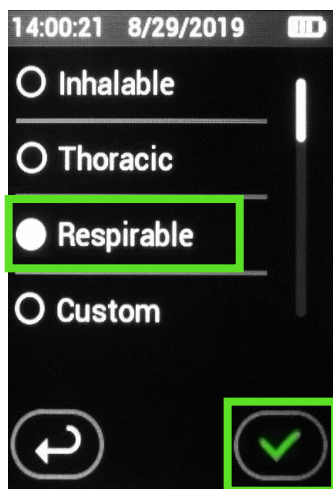 14:00:21 8/29/2019
Inhalable
Thoracic
Respirable
Custom